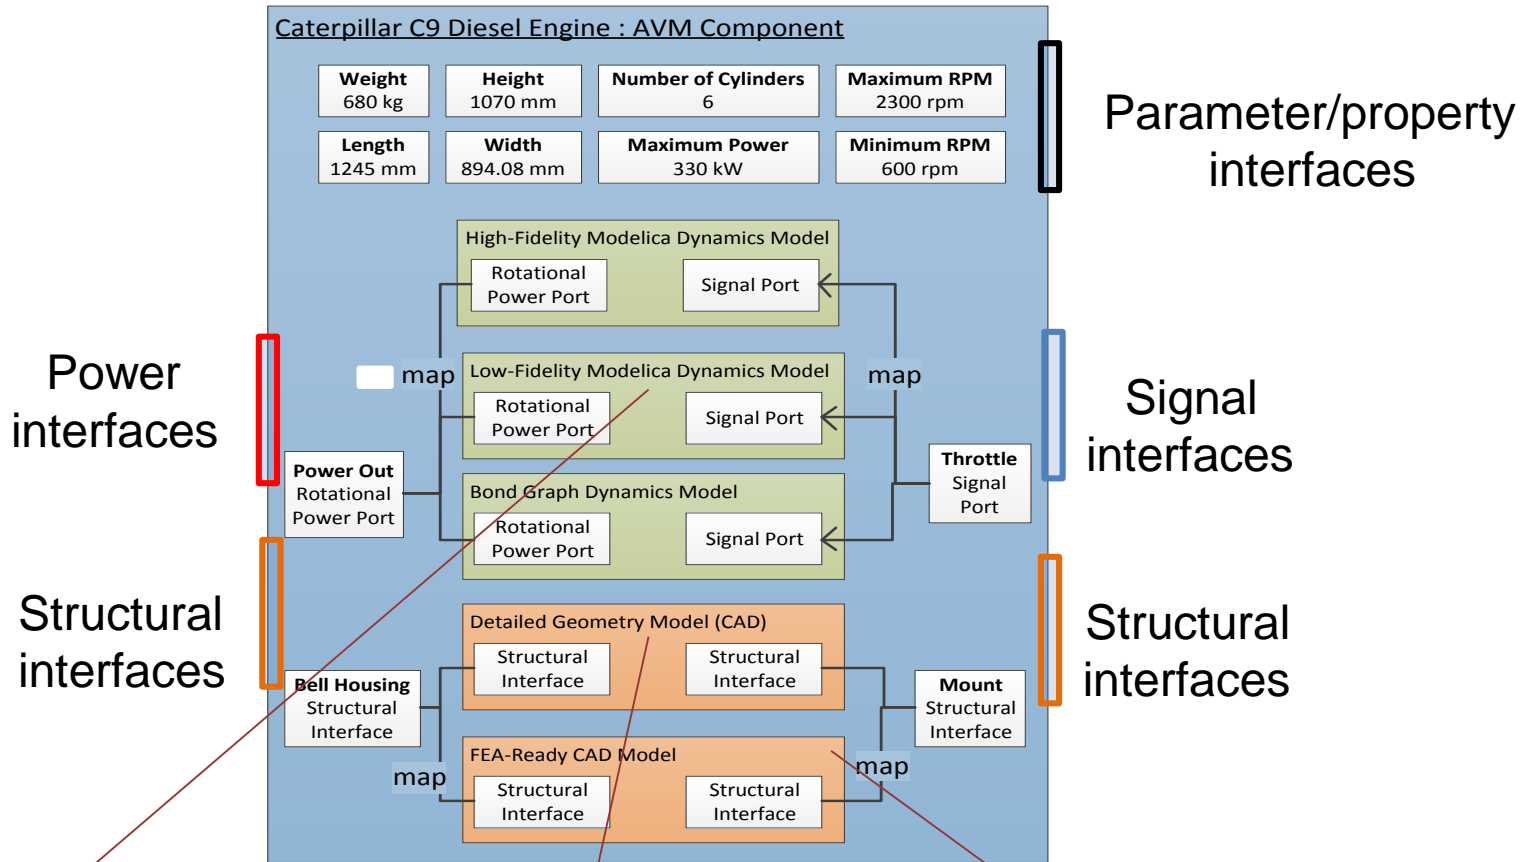 Caterpillar C9 Diesel Engine : AVM Component
Weight
680 kg
Height
1070 mm
Number of Cylinders
6
Maximum RPM
2300 rpm
Length
1245 mm
Width
894.08 mm
Maximum Power
330 kW
Minimum RPM
600 rpm
Parameter/property
interfaces
High-Fidelity Modelica Dynamics Model
Rotational
Power Port
Signal Port
Power
interfaces
map
Low-Fidelity Modelica Dynamics Model
Rotational
Power Port
Signal Port
map
Signal
interfaces
Power Out
Rotational
Power Port
Bond Graph Dynamics Model
Rotational
Power Port
Signal Port
Throttle
Signal
Port
Structural
interfaces
Detailed Geometry Model (CAD)
Structural
Interface
Structural
Interface
Structural
interfaces
Bell Housing
Structural
Interface
Mount
Structural
Interface
map
FEA-Ready CAD Model
Structural
Interface
Structural
Interface
map